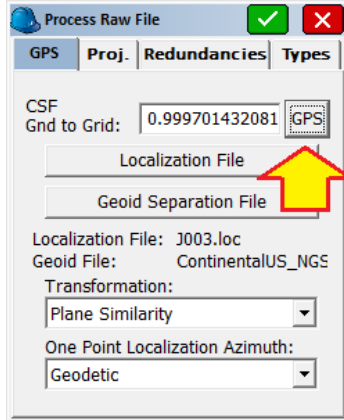 Process Raw File
GPS Proj. Redundancies Types
CSF
Gnd to Grid: 0.999701432081 GPS
Localization File
Geoid Separation File
Localization File: J003.loc
Geoid File: ContinentalUS_NGS
Transformation:
Plane Similarity
One Point Localization Azimuth:
Geodetic